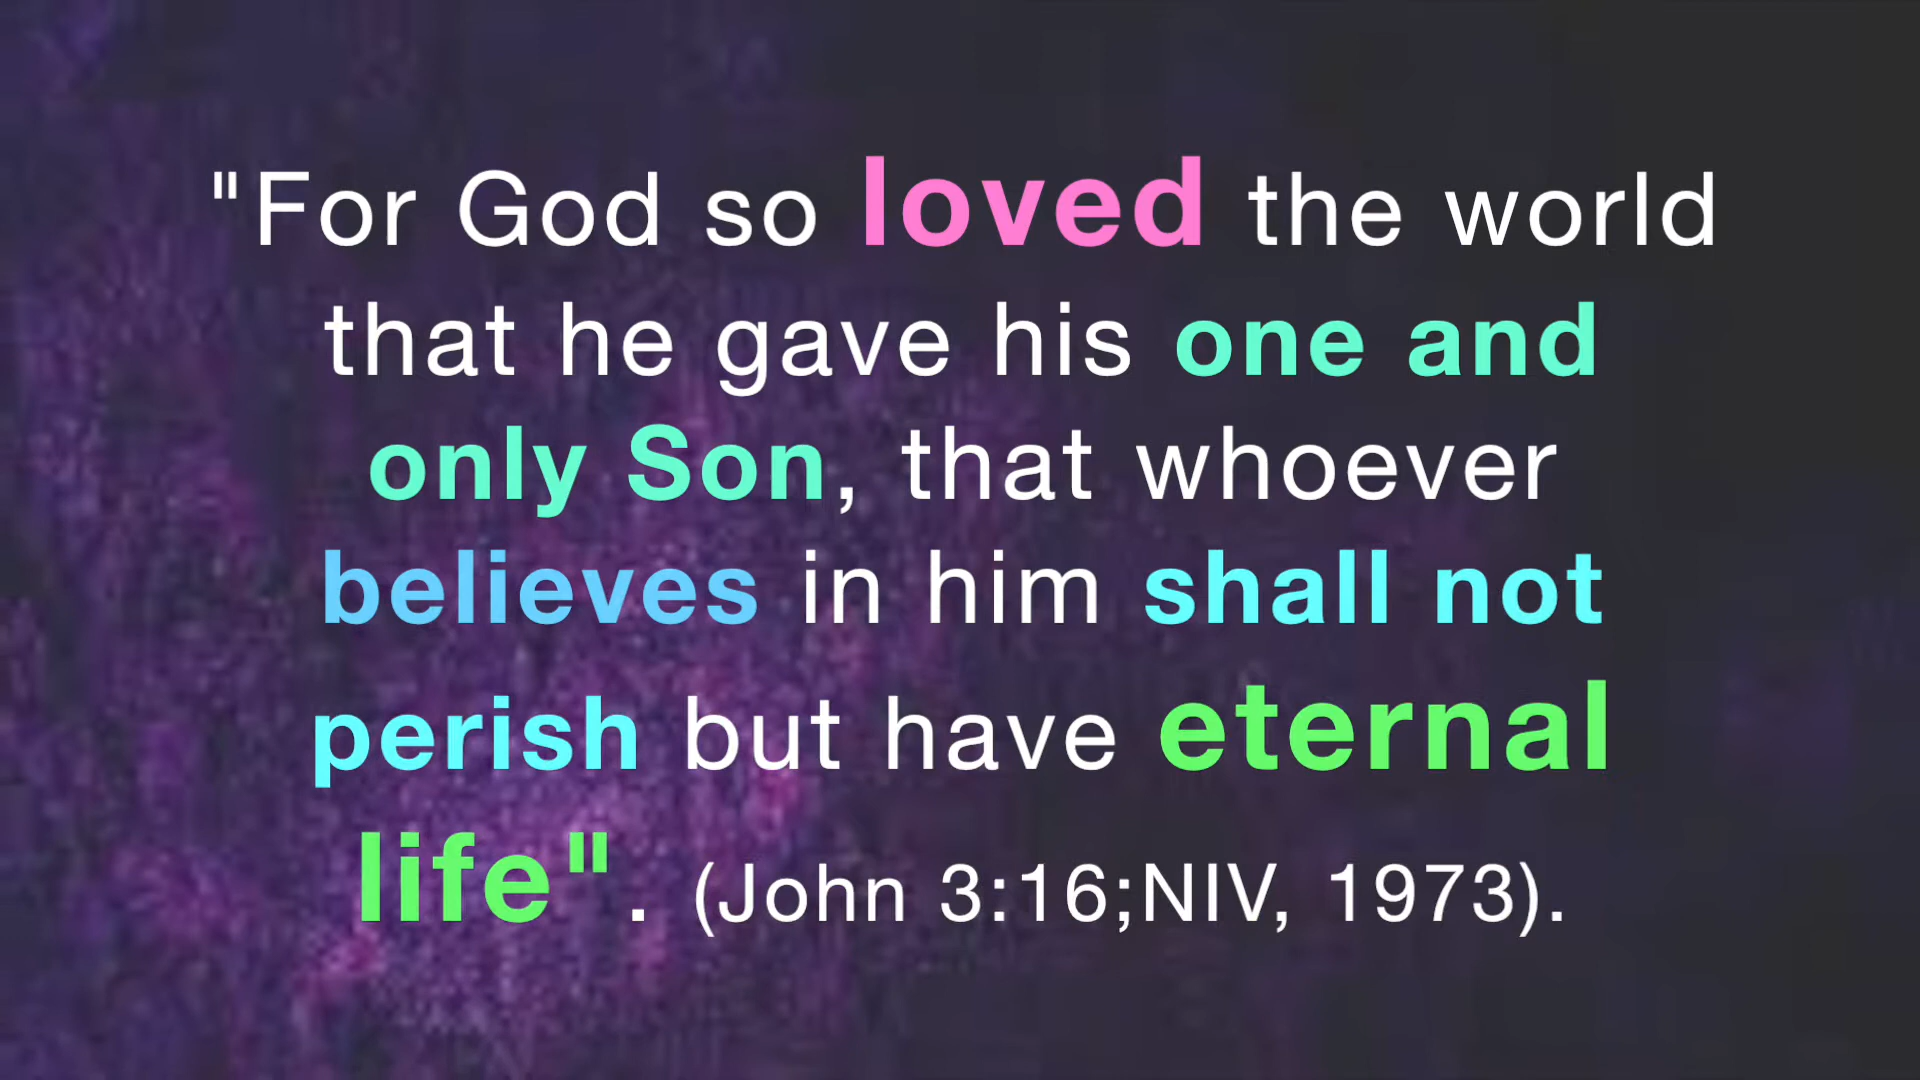 "For God so loved the world
that he gave his one and
only Son, that whoever
believes in him shall not
perish but have eternal
life". (John 3:16;NIV, 1973).